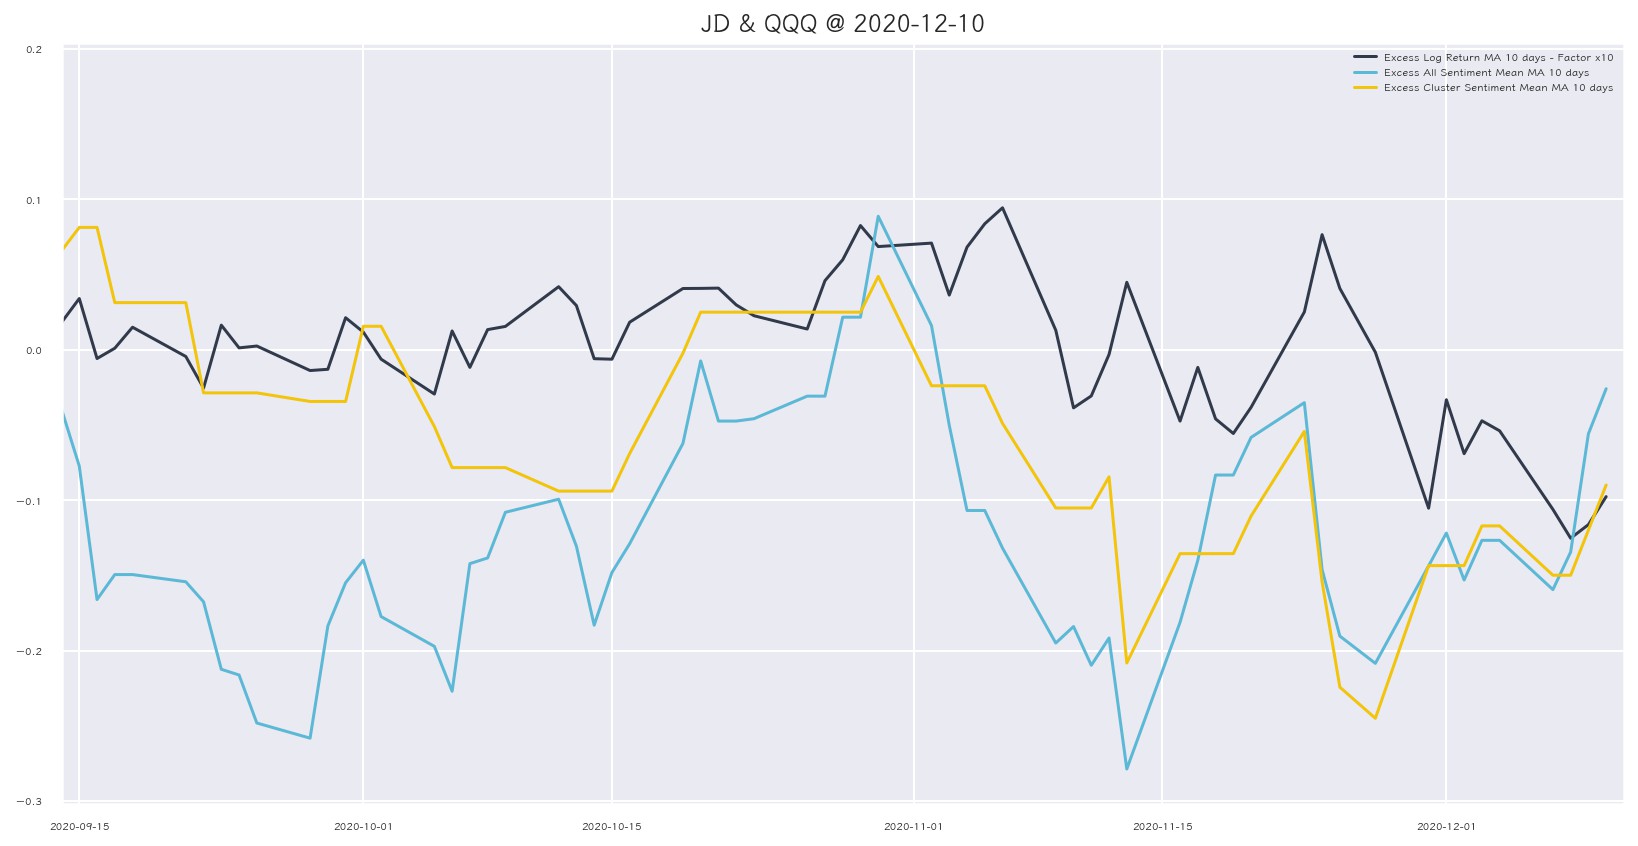 JD & QQQ @ 2020-12-10
Excess Log Return MA 10 days - Factor x10
Excess All Sentiment Mean MA 10 days
Excess Cluster Sentiment Mean MA 10 days
0.2
0.1
0.0
−0.1
−0.2
−0.3
2020-09-15 2020-10-01 2020-10-15 2020-11-01 2020-11-15 2020-12-01